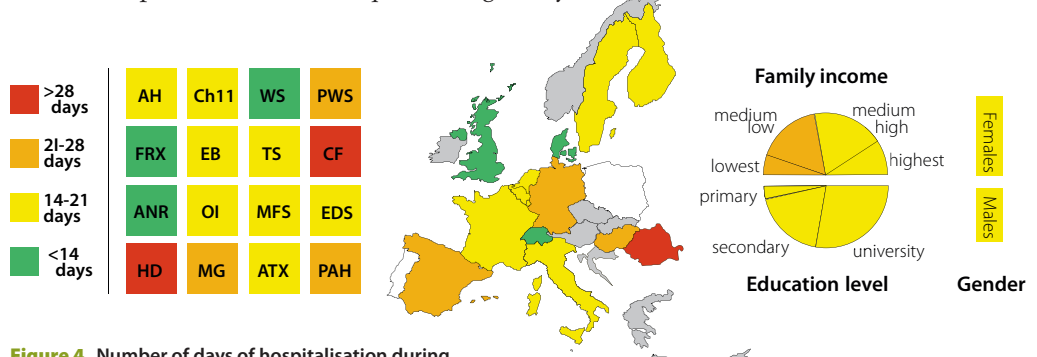 >28
days
2I-28
days
14-21
days
<14
days
AH Ch11 WS PWS
FRX EB TS CF
ANR OI MFS EDS
HD MG ATX PAH
Family income
medium
low
medium
high
lowest
highest
primary
secondary
university
Education level
Females
Males
Gender
Figure 4 Number of days of hospitalisation during